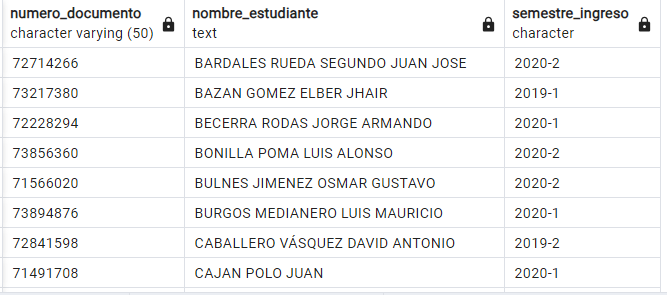 numero_documento nombre_estudiante semestre_ingreso
character varying (50) text character
72714266 BARDALES RUEDA SEGUNDO JUAN JOSE 2020-2
73217380 BAZAN GOMEZ ELBER JHAIR 2019-1
72228294 BECERRA RODAS JORGE ARMANDO 2020-1
73856360 BONILLA POMA LUIS ALONSO 2020-2
71566020 BULNES JIMENEZ OSMAR GUSTAVO 2020-2
73894876 BURGOS MEDIANERO LUIS MAURICIO 2020-1
72841598 CABALLERO VÁSQUEZ DAVID ANTONIO 2019-2
71491708 CAJAN POLO JUAN 2020-1